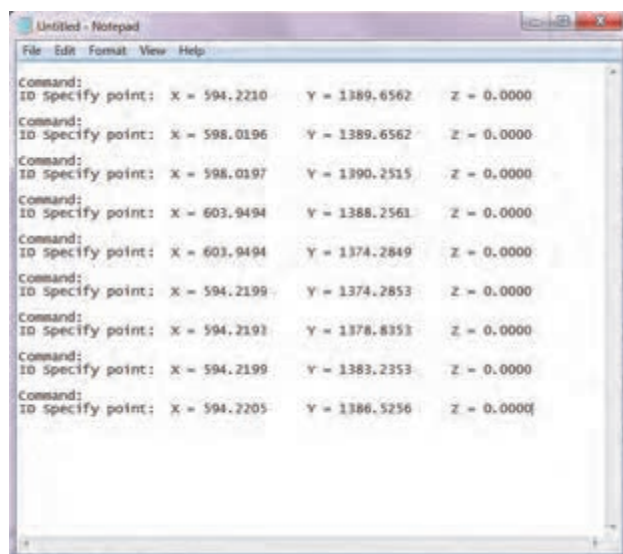 Untitled - Notepad
File Edit Format View Help
Command:
ID Specify point: X = 594.2210 Y = 1389.6562 Z = 0.0000
Command:
ID Specify point: X = 598.0196 Y = 1389.6562 Z = 0.0000
Command:
ID Specify point: X = 598.0197 Y = 1390.2515 Z = 0.0000
Command:
ID Specify point: X = 603.9494 Y = 1388.2561 Z = 0.0000
Command:
ID Specify point: X = 603.9494 Y = 1374.2849 Z = 0.0000
Command:
ID Specify point: X = 594.2199 Y = 1374.2853 Z = 0.0000
Command:
ID Specify point: X = 594.2193 Y = 1378.8353 Z = 0.0000
Command:
ID Specify point: X = 594.2199 Y = 1383.2353 Z = 0.0000
Command:
ID Specify point: X = 594.2205 Y = 1386.5256 Z = 0.0000